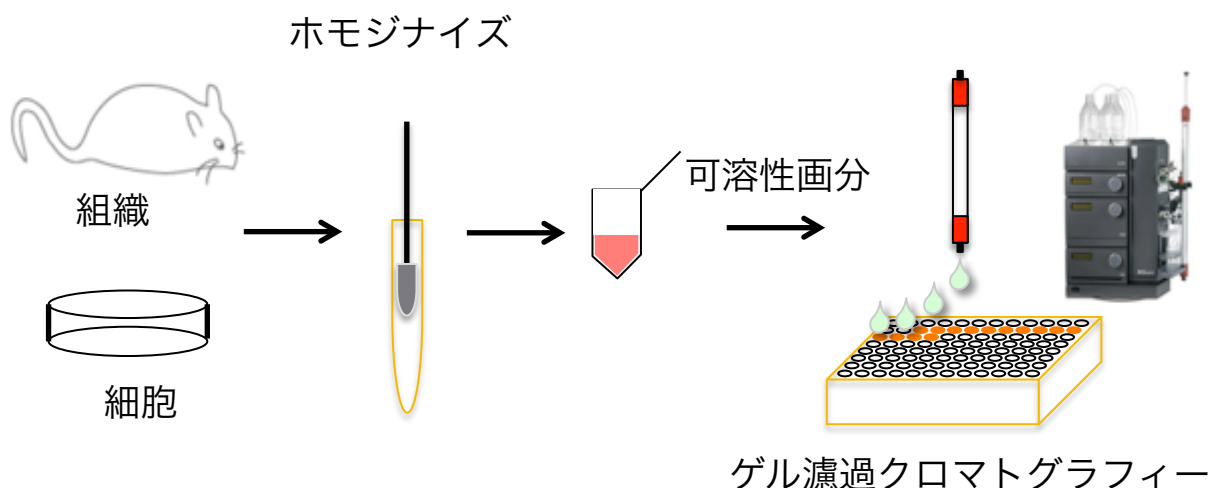 ホモジナイズ
組織
可溶性画分
細胞
ゲル濾過クロマトグラフィー